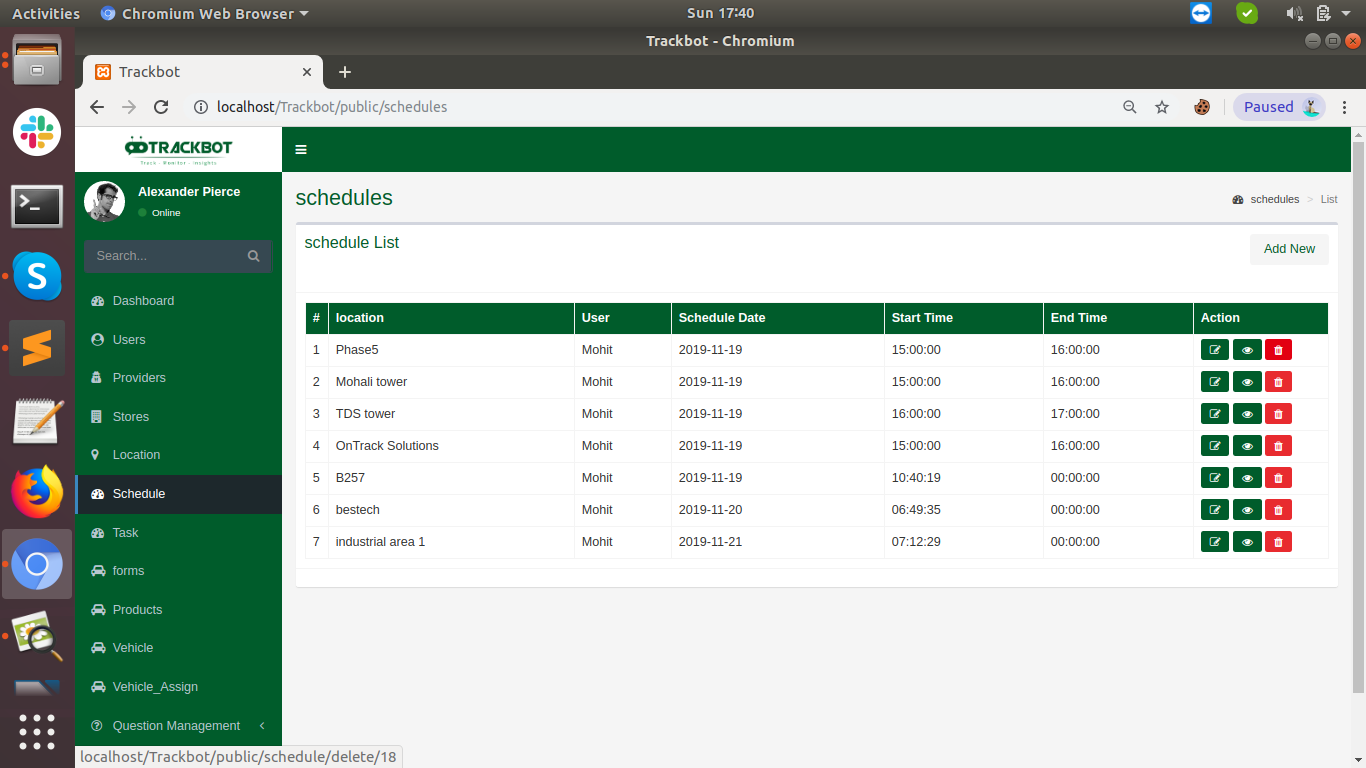 Activities Chromium Web Browser Sun 17:40
Trackbot - Chromium
Trackbot
localhost/Trackbot/public/schedules Paused
TRACKBOT
Track - Monitor - Insights
Alexander Pierce
Online
Search...
Dashboard
Users
Providers
Stores
Location
Schedule
Task
forms
Products
Vehicle
Vehicle_Assign
Question Management
schedules
schedules > List
schedule List
Add New
# location User Schedule Date Start Time End Time Action
1 Phase5 Mohit 2019-11-19 15:00:00 16:00:00
2 Mohali tower Mohit 2019-11-19 15:00:00 16:00:00
3 TDS tower Mohit 2019-11-19 16:00:00 17:00:00
4 OnTrack Solutions Mohit 2019-11-19 15:00:00 16:00:00
5 B257 Mohit 2019-11-19 10:40:19 00:00:00
6 bestech Mohit 2019-11-20 06:49:35 00:00:00
7 industrial area 1 Mohit 2019-11-21 07:12:29 00:00:00
localhost/Trackbot/public/schedule/delete/18